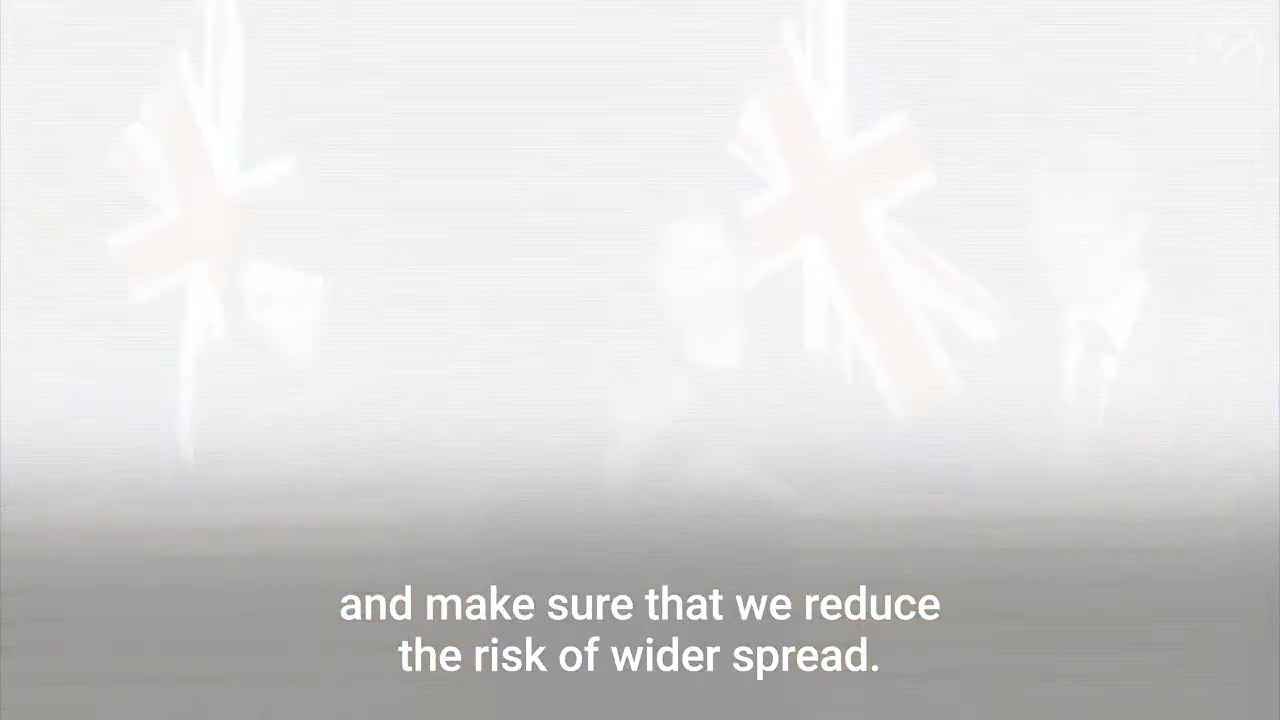 and make sure that we reduce
the risk of wider spread.